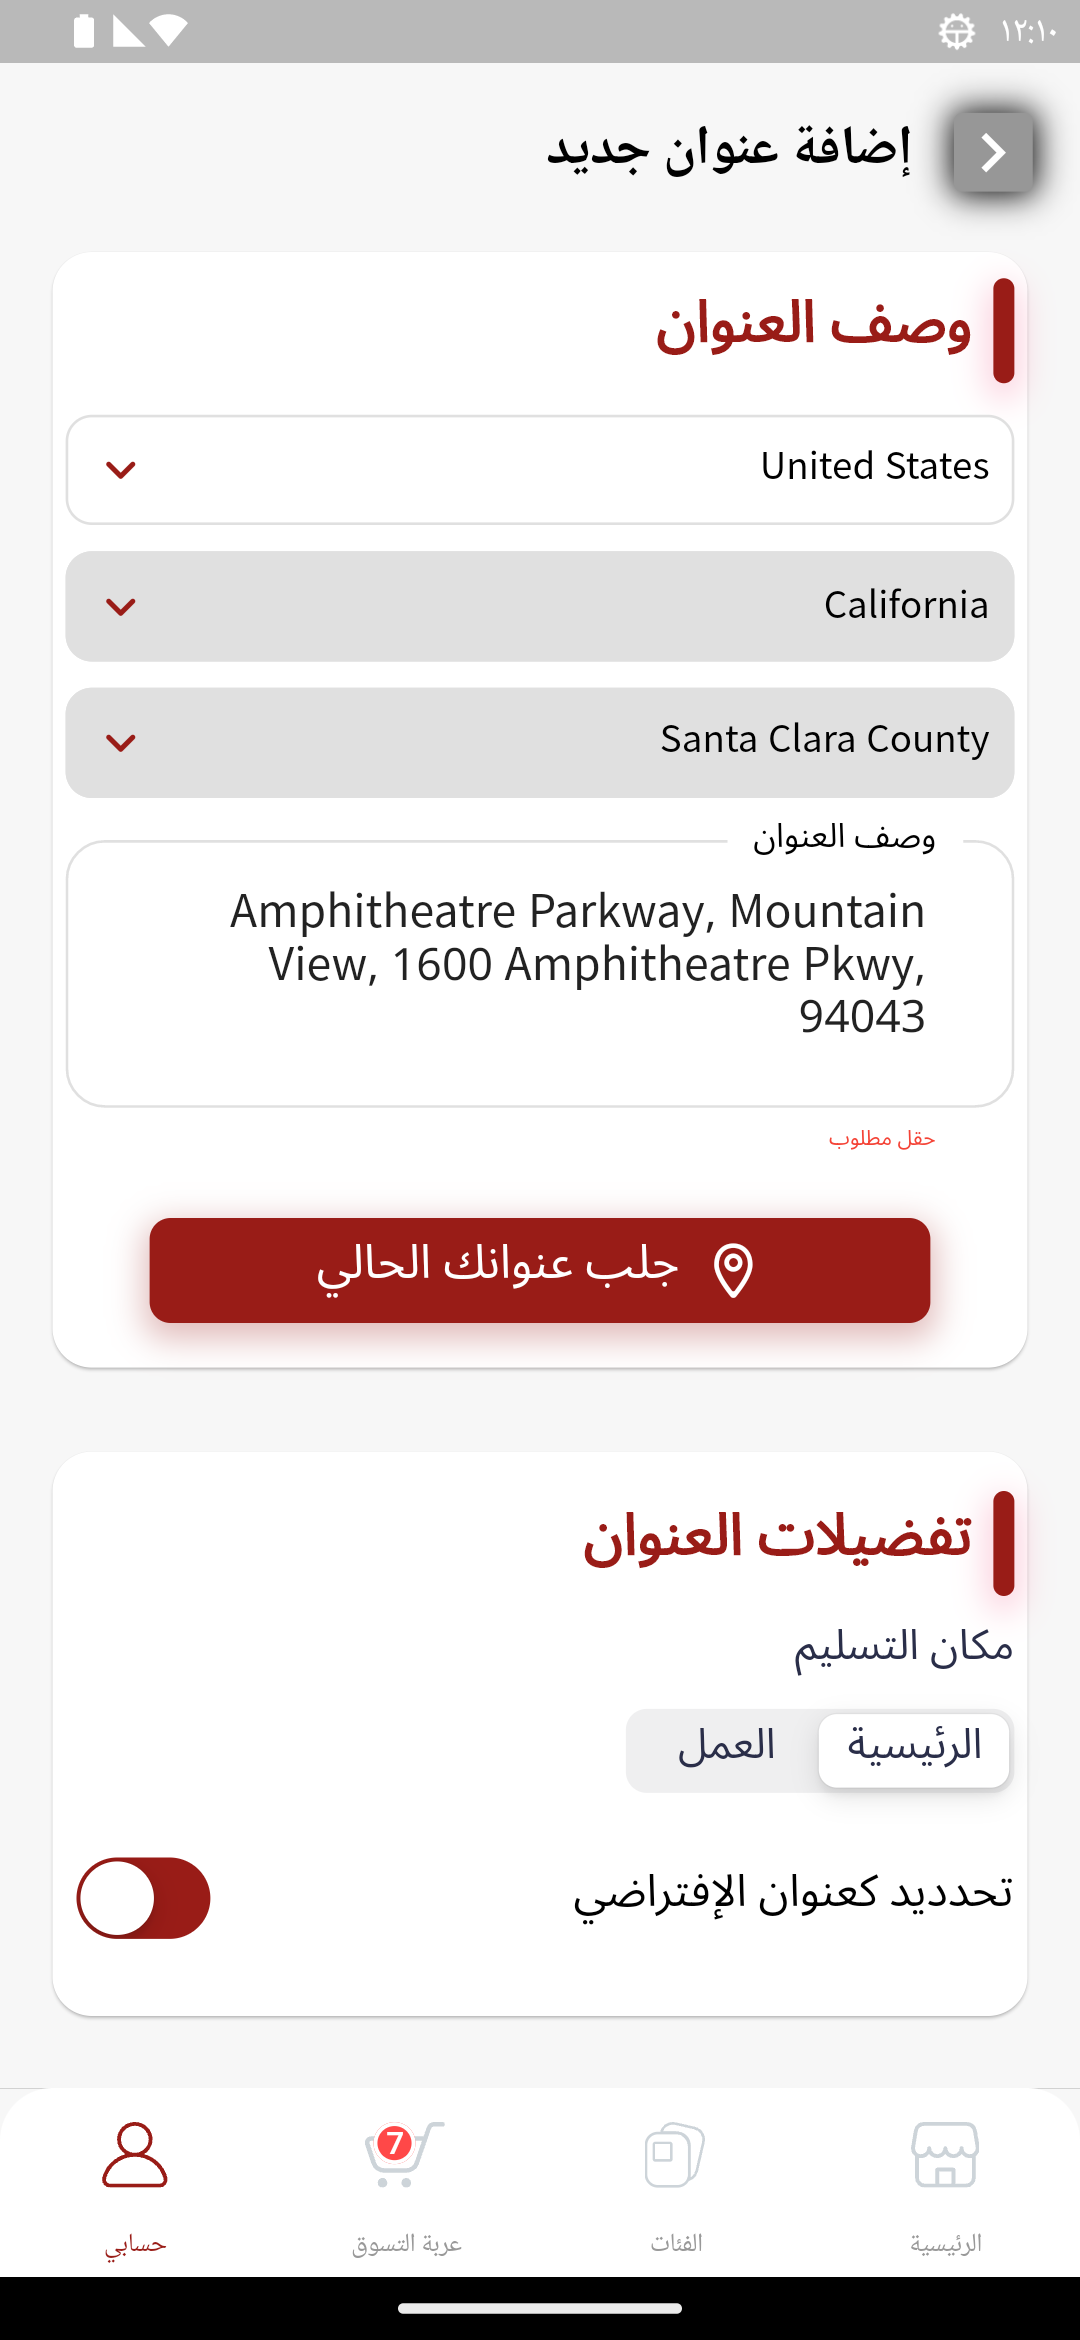 ١٢:١٠
إضافة عنوان جديد
وصف العنوان
United States
California
Santa Clara County
وصف العنوان
Amphitheatre Parkway, Mountain
View, 1600 Amphitheatre Pkwy,
94043
حقل مطلوب
جلب عنوانك الحالي
تفضيلات العنوان
مكان التسليم
الرئيسية العمل
تحدديد كعنوان الإفتراضي
7
الرئيسية الفئات عربة التسوق حسابي